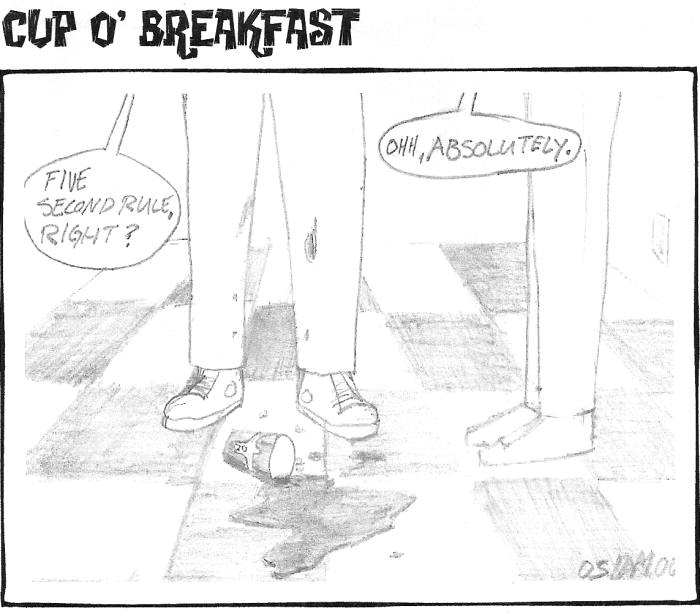 CUP O' BREAKFAST
FIVE
SECOND RULE,
RIGHT?
OHH, ABSOLUTELY.